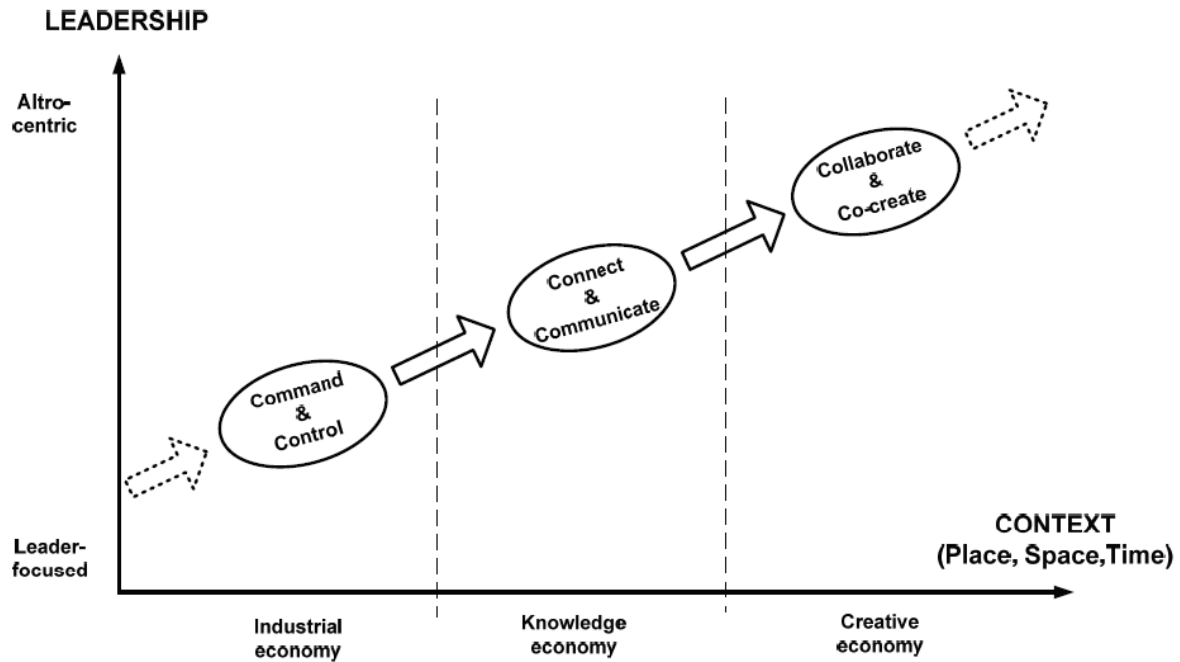 LEADERSHIP
Altro-
centric
Collaborate
&
Co-create
Connect
&
Communicate
Command
&
Control
Leader-
focused
CONTEXT
(Place, Space,Time)
Industrial
economy
Knowledge
economy
Creative
economy